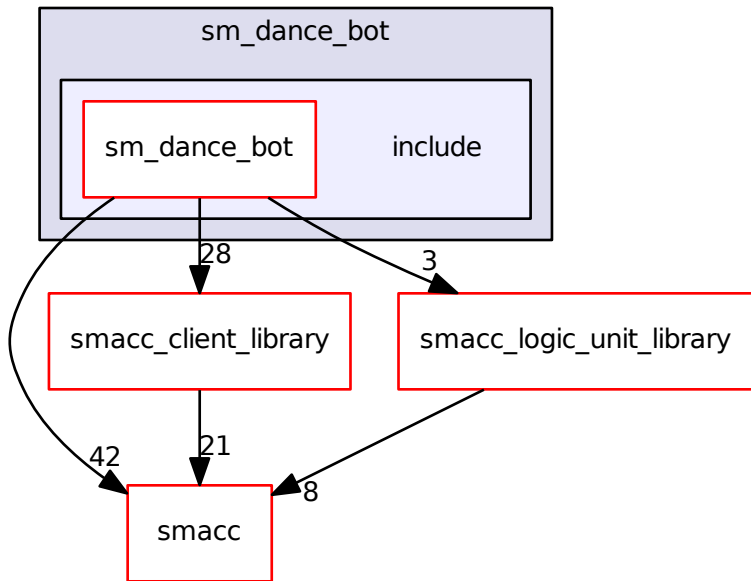 sm_dance_bot
sm_dance_bot
include
28
3
smacc_client_library
smacc_logic_unit_library
42
21
8
smacc